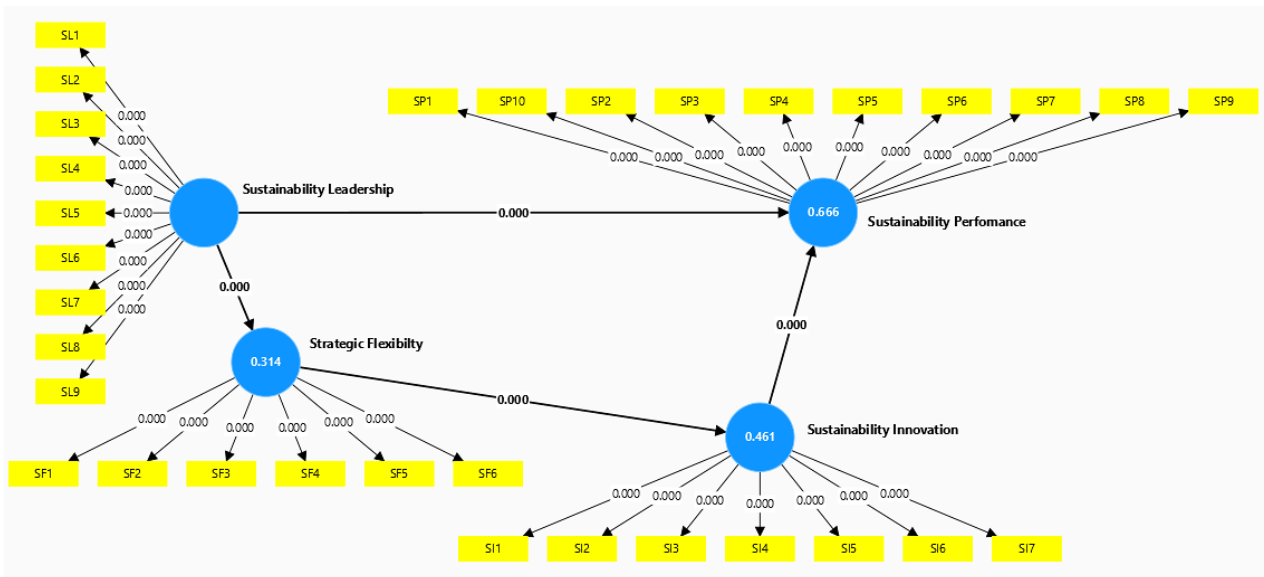 SL1
SL2
SL3
SL4
SL5
SL6
SL7
SL8
SL9
0.000
0.000
0.000
0.000
0.000
0.000
0.000
0.000
0.000
Sustainability Leadership
0.000
SP1 SP10 SP2 SP3 SP4 SP5 SP6 SP7 SP8 SP9
0.000 0.000 0.000 0.000 0.000 0.000 0.000 0.000 0.000 0.000
0.666
Sustainability Perfomance
0.000
0.314
Strategic Flexibilty
0.000
0.000 0.000 0.000 0.000 0.000 0.000
SF1 SF2 SF3 SF4 SF5 SF6
0.000
0.461
Sustainability Innovation
0.000 0.000 0.000 0.000 0.000 0.000 0.000
SI1 SI2 SI3 SI4 SI5 SI6 SI7